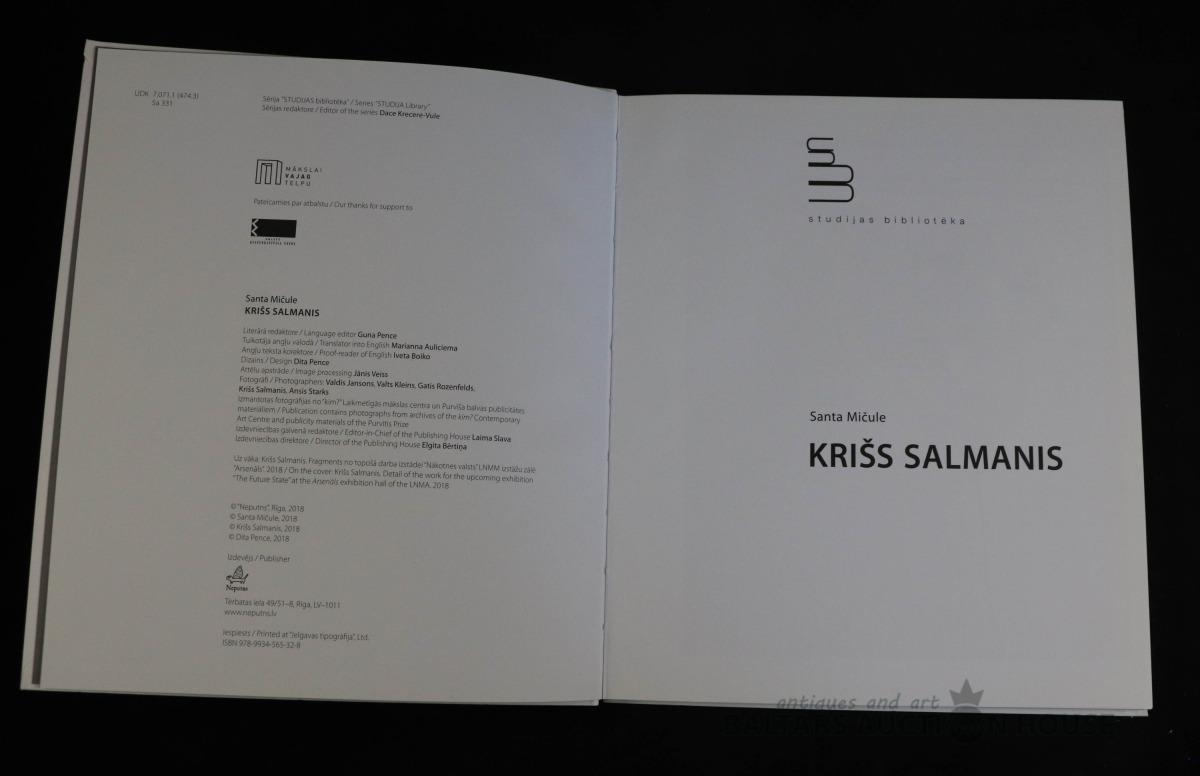 UDK 7.071.1 (474.3)
Sa 331
Sērija "STUDIJAS bibliotēka" / Series "STUDIJA Library"
Sērijas redaktore / Editor of the series Dace Krecere-Vule
MĀKSLAI
VAJAG
TELPU
Pateicamies par atbalstu / Our thanks for support to
VALSTS
KULTŪRKAPITĀLA FONDS
Santa Mičule
KRIŠS SALMANIS
Literārā redaktore / Language editor Guna Pence
Tulkotāja angļu valodā / Translator into English Marianna Auliciema
Angļu teksta korektore / Proof-reader of English Iveta Boiko
Dizains / Design Dita Pence
Attēlu apstrāde / Image processing Jānis Veiss
Fotogrāfi / Photographers: Valdis Jansons, Valts Kleins, Gatis Rozenfelds,
Krišs Salmanis, Ansis Starks
Izmantotas fotogrāfijas no "kim?" Laikmetīgās mākslas centra un Purvīša balvas publicitātes
materiāliem / Publication contains photographs from archives of the kim? Contemporary
Art Centre and publicity materials of the Purvītis Prize
Izdevniecības galvenā redaktore / Editor-in-Chief of the Publishing House Laima Slava
Izdevniecības direktore / Director of the Publishing House Elgita Bērtiņa
Uz vāka: Krišs Salmanis. Fragments no topošā darba izstādei "Nākotnes valsts" LNMM izstāžu zālē
"Arsenāls". 2018 / On the cover: Krišs Salmanis. Detail of the work for the upcoming exhibition
"The Future State" at the Arsenāls exhibition hall of the LNMA. 2018
© "Neputns", Rīga, 2018
© Santa Mičule, 2018
© Krišs Salmanis, 2018
© Dita Pence, 2018
Izdevējs / Publisher
Neputns
Tērbatas iela 49/51–8, Rīga, LV–1011
www.neputns.lv
Iespiests / Printed at "Jelgavas tipogrāfija", Ltd.
ISBN 978-9934-565-32-8
studijas bibliotēka
Santa Mičule
KRIŠS SALMANIS
antiques and art
BALTARS AUCTION HOUSE